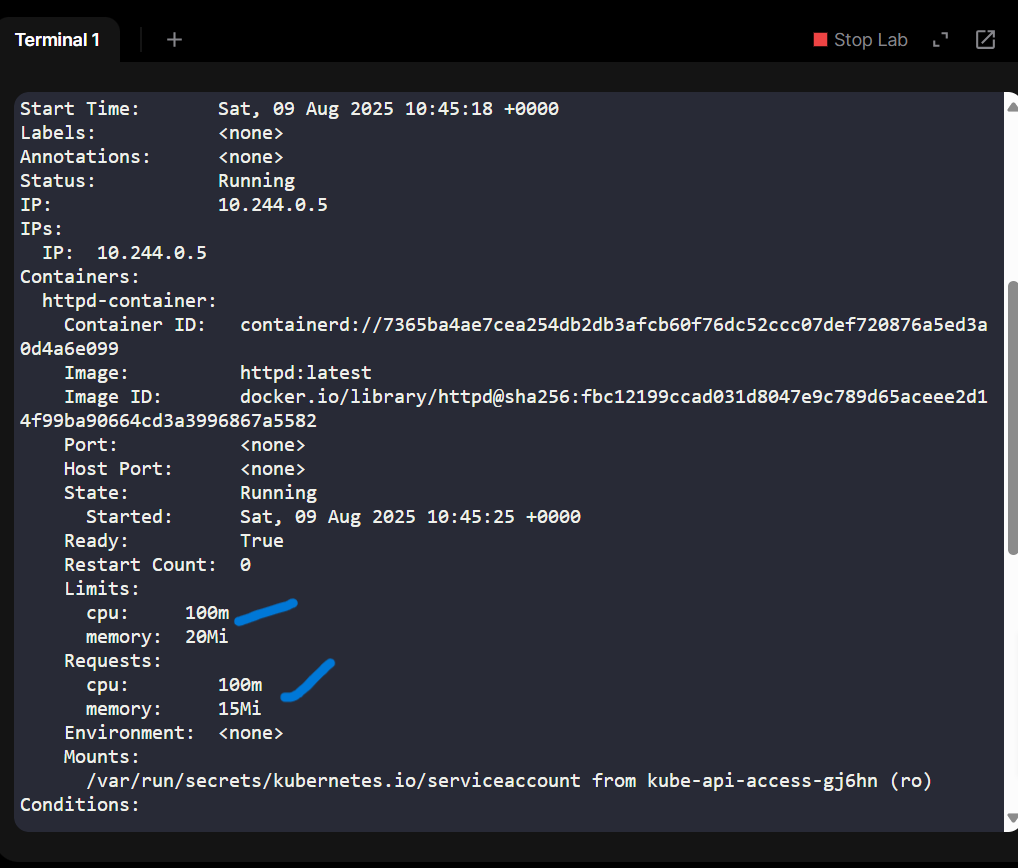 Terminal 1
+
Stop Lab
Start Time:       Sat, 09 Aug 2025 10:45:18 +0000
Labels:           <none>
Annotations:      <none>
Status:           Running
IP:               10.244.0.5
IPs:
  IP:  10.244.0.5
Containers:
  httpd-container:
    Container ID:   containerd://7365ba4ae7cea254db2db3afcb60f76dc52ccc07def720876a5ed3a
0d4a6e099
    Image:          httpd:latest
    Image ID:       docker.io/library/httpd@sha256:fbc12199ccad031d8047e9c789d65aceee2d1
4f99ba90664cd3a3996867a5582
    Port:           <none>
    Host Port:      <none>
    State:          Running
      Started:      Sat, 09 Aug 2025 10:45:25 +0000
    Ready:          True
    Restart Count:  0
    Limits:
      cpu:     100m
      memory:  20Mi
    Requests:
      cpu:        100m
      memory:     15Mi
    Environment:  <none>
    Mounts:
      /var/run/secrets/kubernetes.io/serviceaccount from kube-api-access-gj6hn (ro)
Conditions: